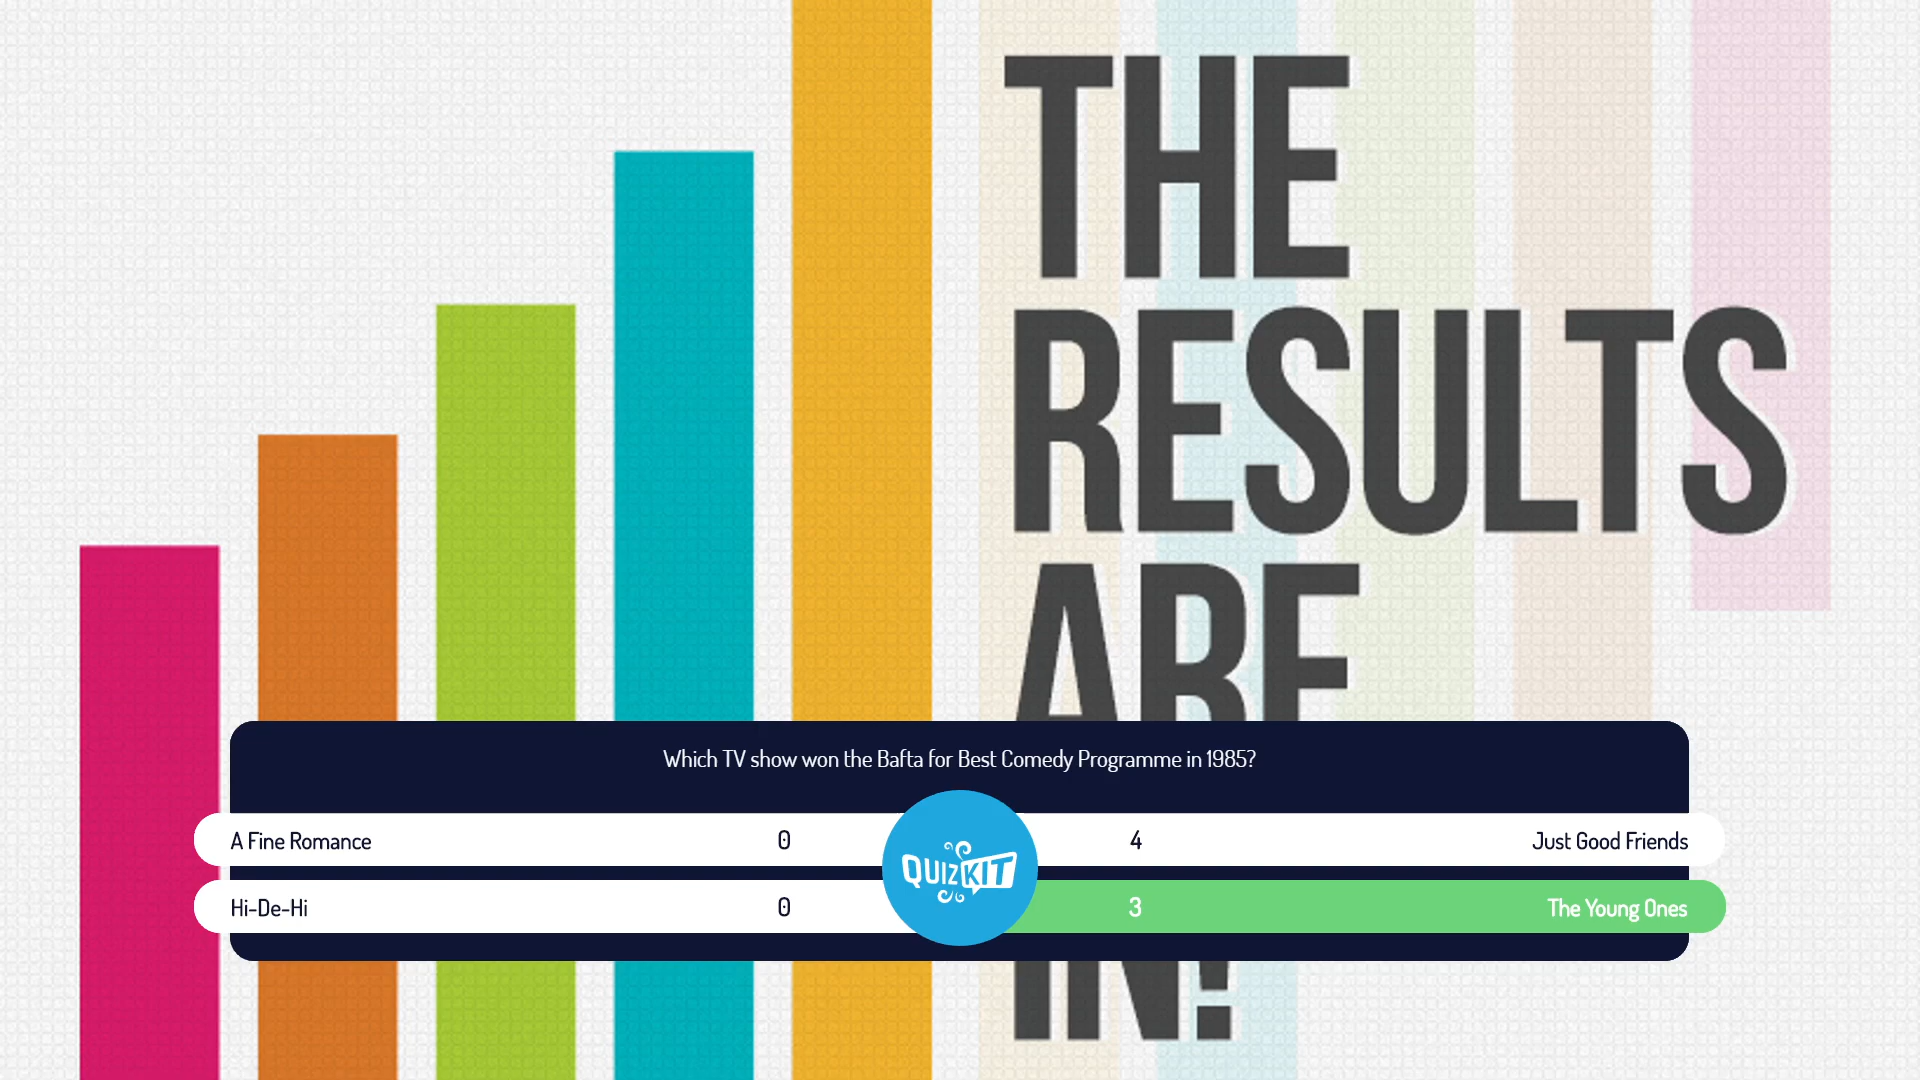 THE
RESULTS
ARE
IN!
Which TV show won the Bafta for Best Comedy Programme in 1985?
A Fine Romance 0
4 Just Good Friends
Hi-De-Hi 0
3 The Young Ones
QUIZKIT